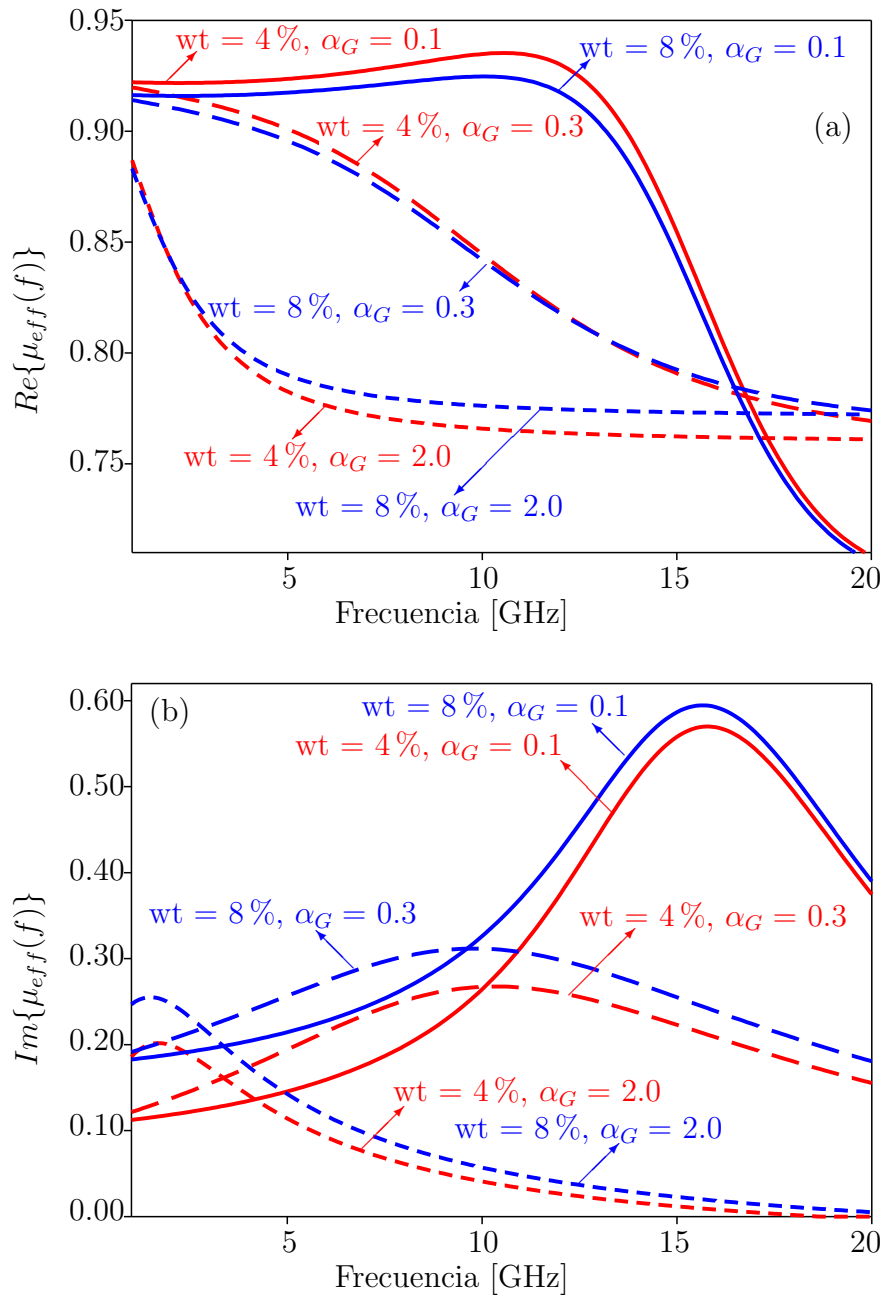 0.95
wt = 4 %, α_G = 0.1
wt = 8 %, α_G = 0.1
0.90
wt = 4 %, α_G = 0.3
(a)
0.85
wt = 8 %, α_G = 0.3
0.80
wt = 4 %, α_G = 2.0
0.75
wt = 8 %, α_G = 2.0
Re{μ_eff(f)}
5 10 15 20
Frecuencia [GHz]
0.60
(b)
wt = 8 %, α_G = 0.1
wt = 4 %, α_G = 0.1
0.50
0.40
wt = 8 %, α_G = 0.3
wt = 4 %, α_G = 0.3
0.30
0.20
wt = 4 %, α_G = 2.0
0.10
wt = 8 %, α_G = 2.0
0.00
Im{μ_eff(f)}
5 10 15 20
Frecuencia [GHz]